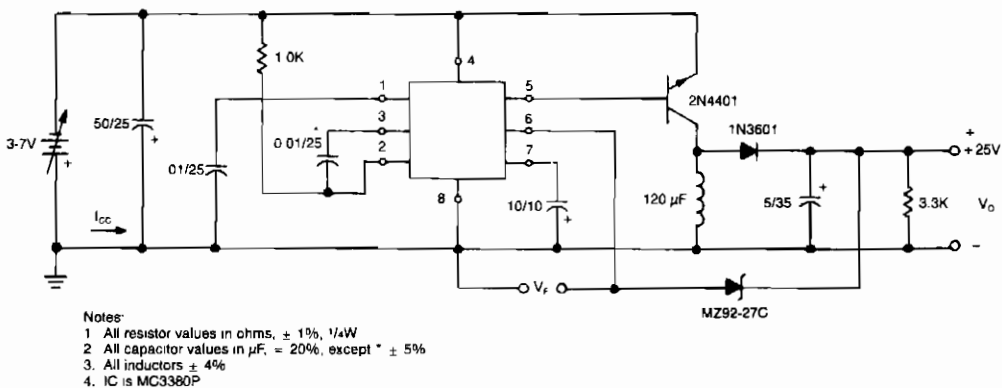 1 0K
4
1
5
2N4401
50/25
+
3
6
1N3601
+
+25V
3-7V
+
0 01/25
*
2
7
01/25
8
10/10
+
120 µF
5/35
+
3.3K
V₀
I_CC
−
V_F
MZ92-27C
Notes:
1 All resistor values in ohms, ± 1%, 1/4W
2 All capacitor values in µF, = 20%, except * ± 5%
3. All inductors ± 4%
4. IC is MC3380P